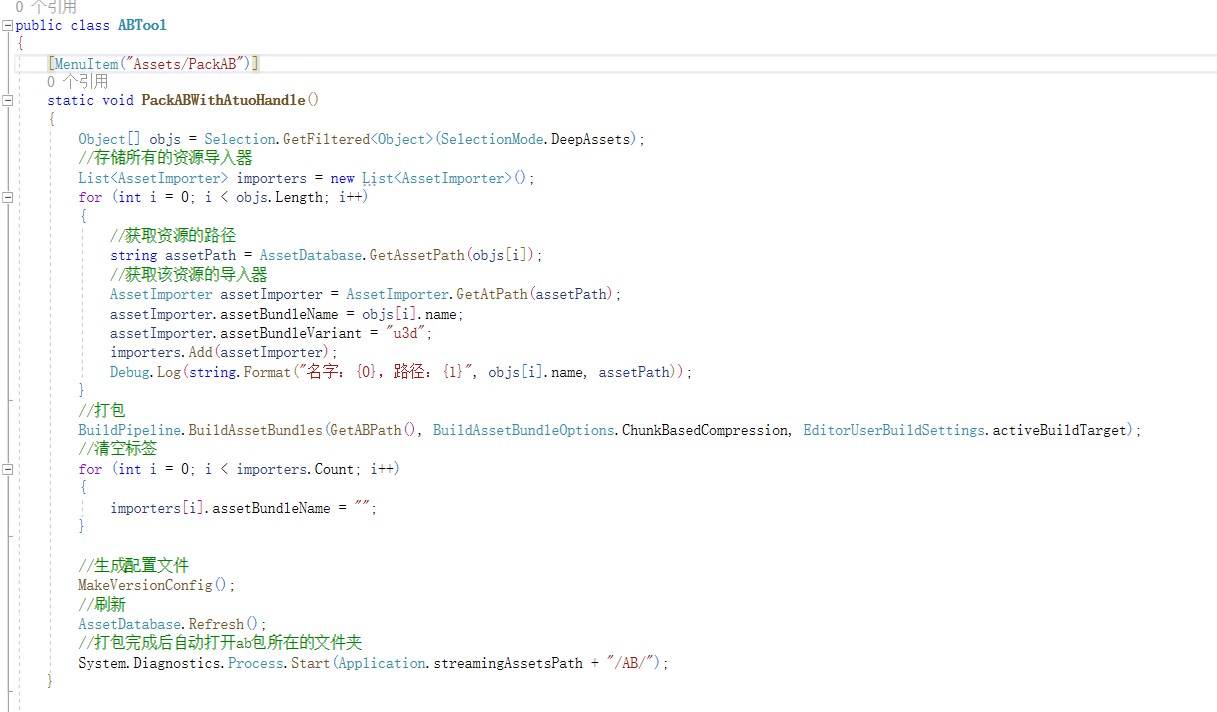 0 个引用
public class ABTool
{
[MenuItem("Assets/PackAB")]
0 个引用
static void PackABWithAtuoHandle()
{
Object[] objs = Selection.GetFiltered<Object>(SelectionMode.DeepAssets);
//存储所有的资源导入器
List<AssetImporter> importers = new List<AssetImporter>();
for (int i = 0; i < objs.Length; i++)
{
//获取资源的路径
string assetPath = AssetDatabase.GetAssetPath(objs[i]);
//获取该资源的导入器
AssetImporter assetImporter = AssetImporter.GetAtPath(assetPath);
assetImporter.assetBundleName = objs[i].name;
assetImporter.assetBundleVariant = "u3d";
importers.Add(assetImporter);
Debug.Log(string.Format("名字：{0}，路径：{1}", objs[i].name, assetPath));
}
//打包
BuildPipeline.BuildAssetBundles(GetABPath(), BuildAssetBundleOptions.ChunkBasedCompression, EditorUserBuildSettings.activeBuildTarget);
//清空标签
for (int i = 0; i < importers.Count; i++)
{
importers[i].assetBundleName = "";
}
//生成配置文件
MakeVersionConfig();
//刷新
AssetDatabase.Refresh();
//打包完成后自动打开ab包所在的文件夹
System.Diagnostics.Process.Start(Application.streamingAssetsPath + "/AB/");
}